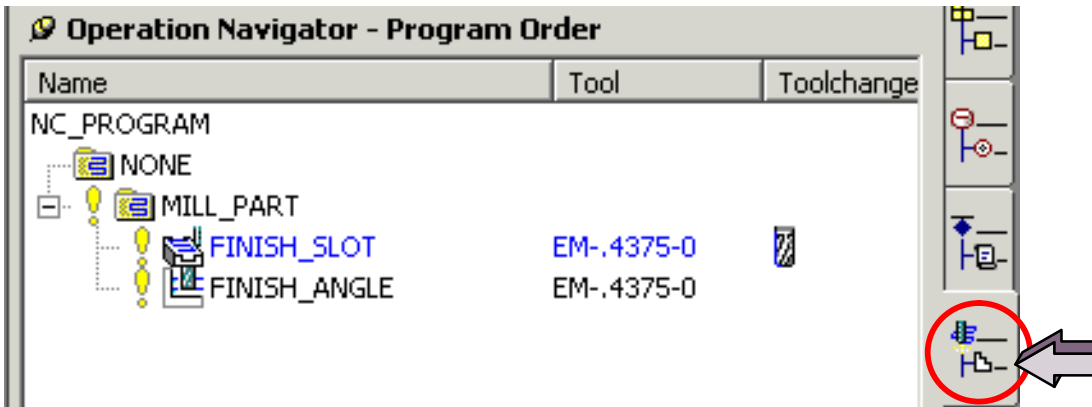 Operation Navigator - Program Order
Name Tool Toolchange
NC_PROGRAM
NONE
MILL_PART
FINISH_SLOT EM-.4375-0
FINISH_ANGLE EM-.4375-0